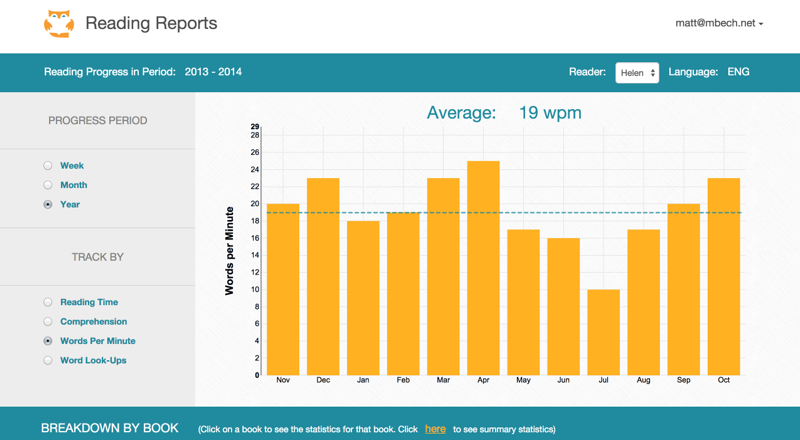 Reading Reports
matt@mbech.net
Reading Progress in Period: 2013 - 2014
Reader: Helen Language: ENG
PROGRESS PERIOD
Week
Month
Year
TRACK BY
Reading Time
Comprehension
Words Per Minute
Word Look-Ups
Average: 19 wpm
Words per Minute
29
28
26
24
22
20
18
16
14
12
10
8
6
4
2
0
Nov Dec Jan Feb Mar Apr May Jun Jul Aug Sep Oct
BREAKDOWN BY BOOK (Click on a book to see the statistics for that book. Click here to see summary statistics)